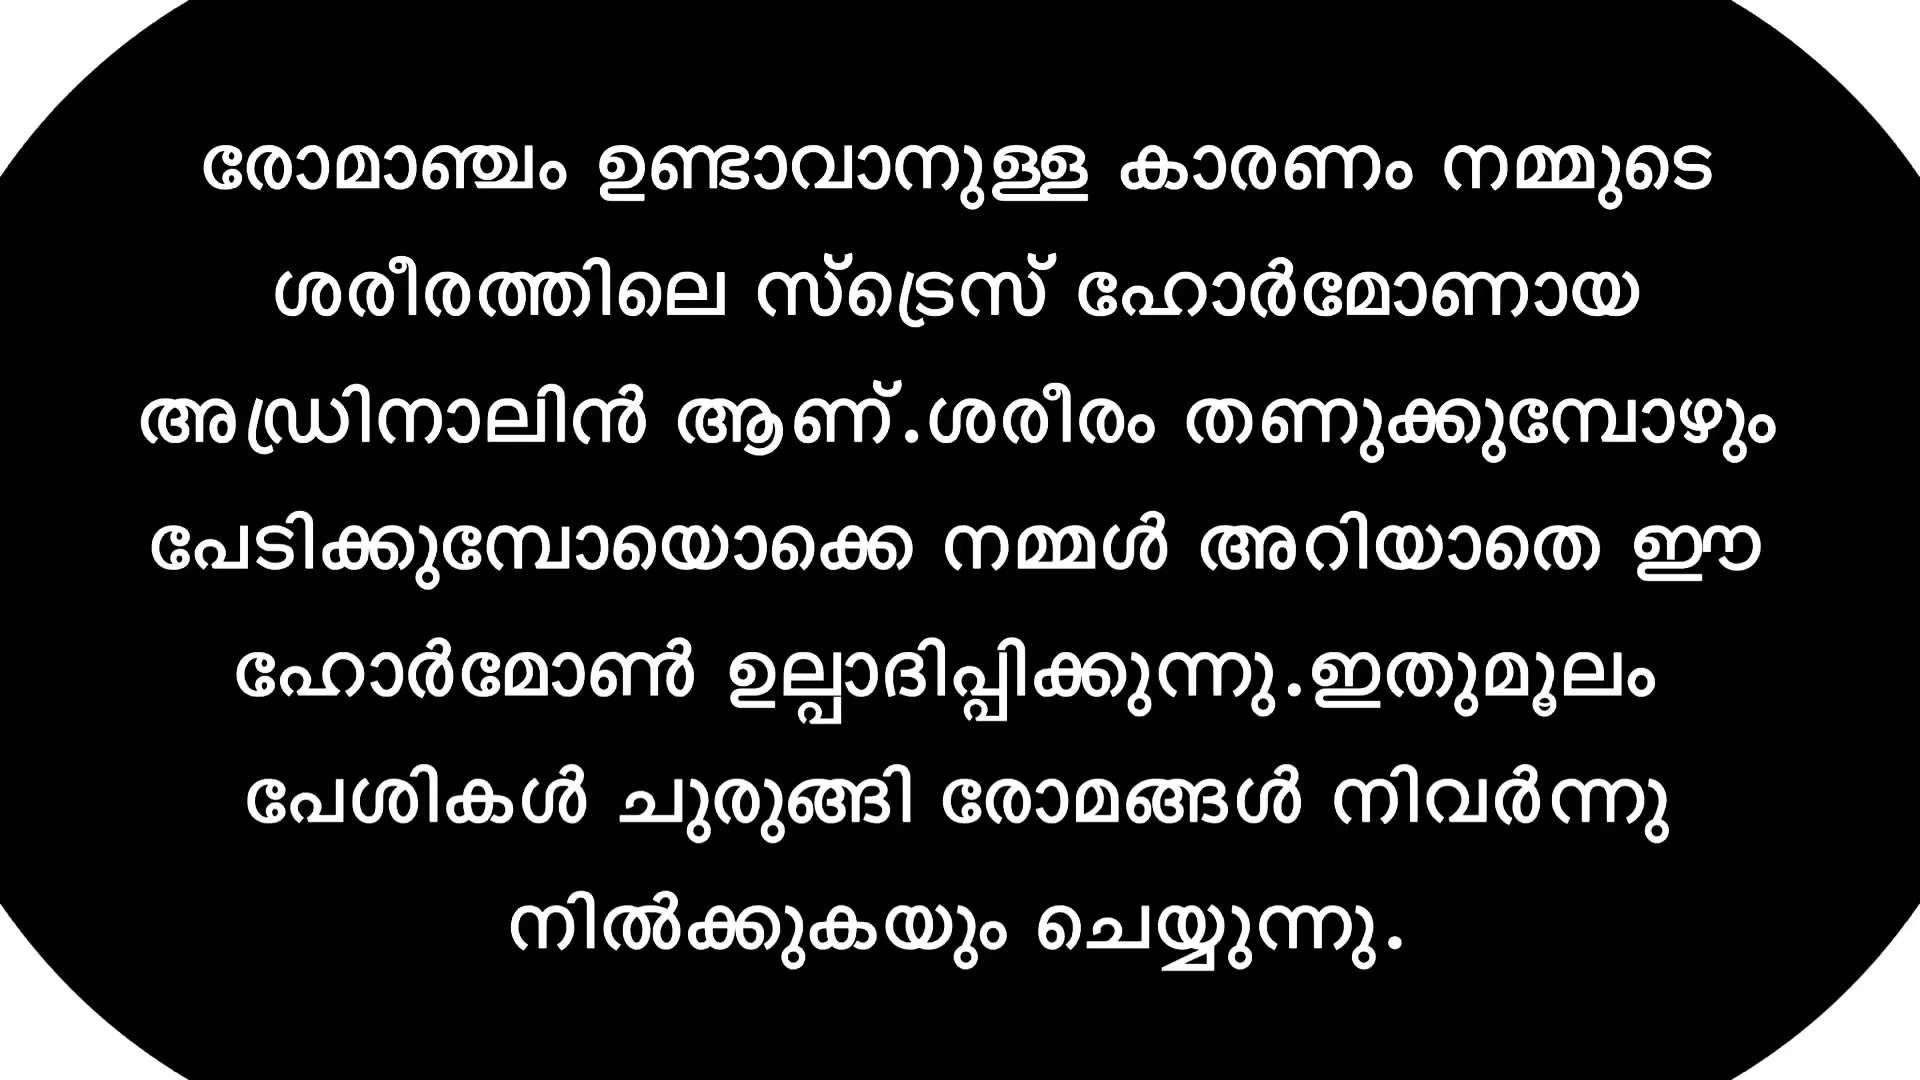 രോമാഞ്ചം ഉണ്ടാവാനുള്ള കാരണം നമ്മുടെ
ശരീരത്തിലെ സ്ട്രെസ് ഹോർമോണായ
അഡ്രിനാലിൻ ആണ്.ശരീരം തണുക്കുമ്പോഴും
പേടിക്കുമ്പോയൊക്കെ നമ്മൾ അറിയാതെ ഈ
ഹോർമോൺ ഉല്പാദിപ്പിക്കുന്നു.ഇതുമൂലം
പേശികൾ ചുരുങ്ങി രോമങ്ങൾ നിവർന്നു
നിൽക്കുകയും ചെയ്യുന്നു.